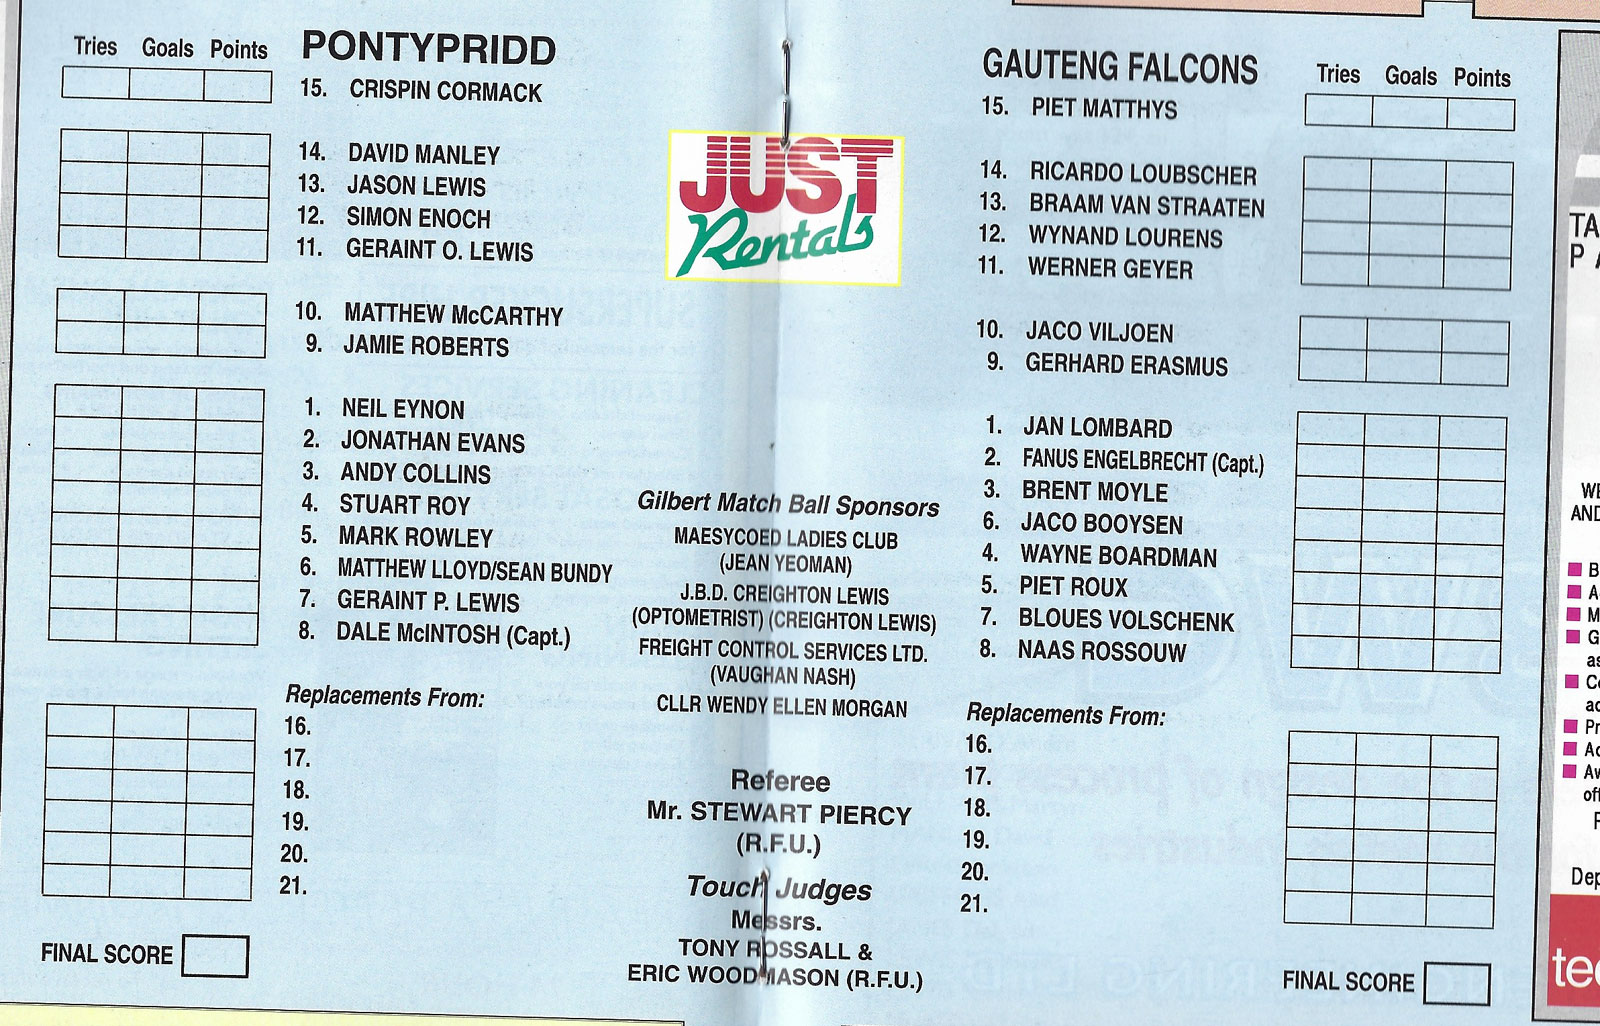 Tries Goals Points
PONTYPRIDD
15. CRISPIN CORMACK
14. DAVID MANLEY
13. JASON LEWIS
12. SIMON ENOCH
11. GERAINT O. LEWIS
10. MATTHEW McCARTHY
9. JAMIE ROBERTS
1. NEIL EYNON
2. JONATHAN EVANS
3. ANDY COLLINS
4. STUART ROY
5. MARK ROWLEY
6. MATTHEW LLOYD/SEAN BUNDY
7. GERAINT P. LEWIS
8. DALE McINTOSH (Capt.)
Replacements From:
16.
17.
18.
19.
20.
21.
FINAL SCORE
JUST
Rentals
Gilbert Match Ball Sponsors
MAESYCOED LADIES CLUB
(JEAN YEOMAN)
J.B.D. CREIGHTON LEWIS
(OPTOMETRIST) (CREIGHTON LEWIS)
FREIGHT CONTROL SERVICES LTD.
(VAUGHAN NASH)
CLLR WENDY ELLEN MORGAN
Referee
Mr. STEWART PIERCY
(R.F.U.)
Touch Judges
Messrs.
TONY ROSSALL &
ERIC WOODMASON (R.F.U.)
GAUTENG FALCONS
Tries Goals Points
15. PIET MATTHYS
14. RICARDO LOUBSCHER
13. BRAAM VAN STRAATEN
12. WYNAND LOURENS
11. WERNER GEYER
10. JACO VILJOEN
9. GERHARD ERASMUS
1. JAN LOMBARD
2. FANUS ENGELBRECHT (Capt.)
3. BRENT MOYLE
6. JACO BOOYSEN
4. WAYNE BOARDMAN
5. PIET ROUX
7. BLOUES VOLSCHENK
8. NAAS ROSSOUW
Replacements From:
16.
17.
18.
19.
20.
21.
FINAL SCORE